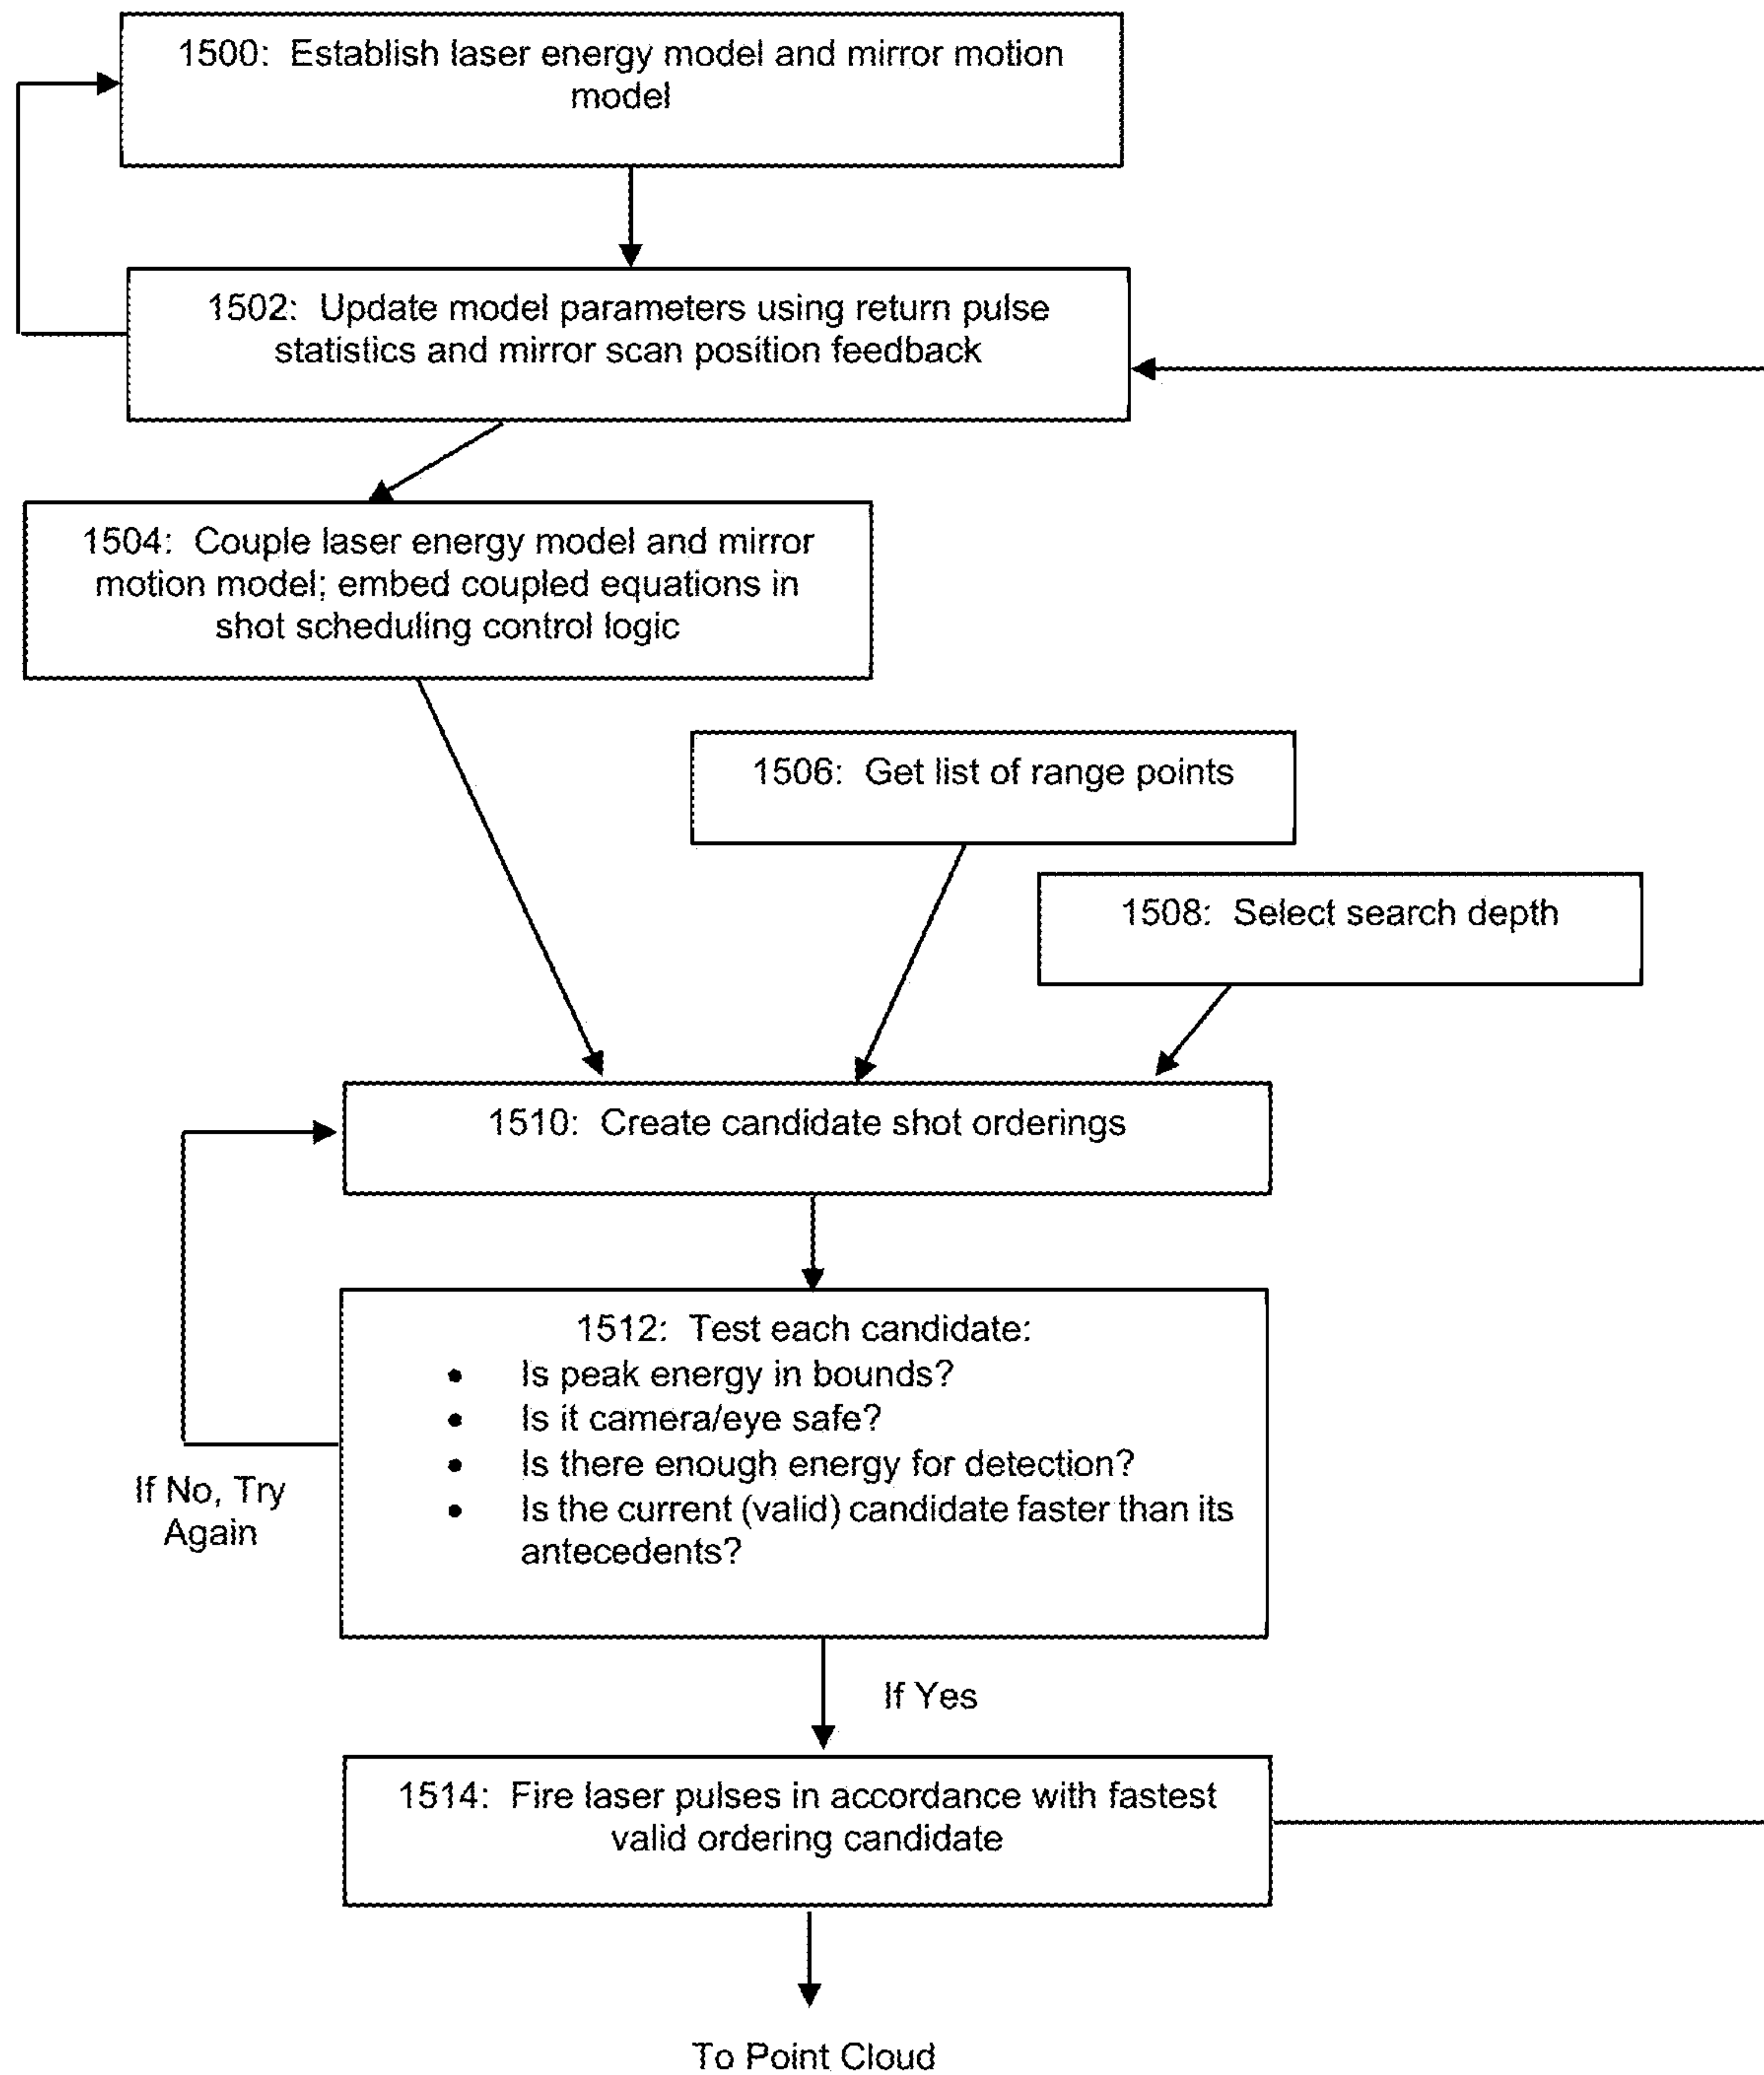 1500: Establish laser energy model and mirror motion
model
1502: Update model parameters using return pulse
statistics and mirror scan position feedback
1504: Couple laser energy model and mirror
motion model; embed coupled equations in
shot scheduling control logic
1506: Get list of range points
1508: Select search depth
1510: Create candidate shot orderings
1512: Test each candidate:
• Is peak energy in bounds?
• Is it camera/eye safe?
• Is there enough energy for detection?
• Is the current (valid) candidate faster than its
antecedents?
If No, Try
Again
If Yes
1514: Fire laser pulses in accordance with fastest
valid ordering candidate
To Point Cloud